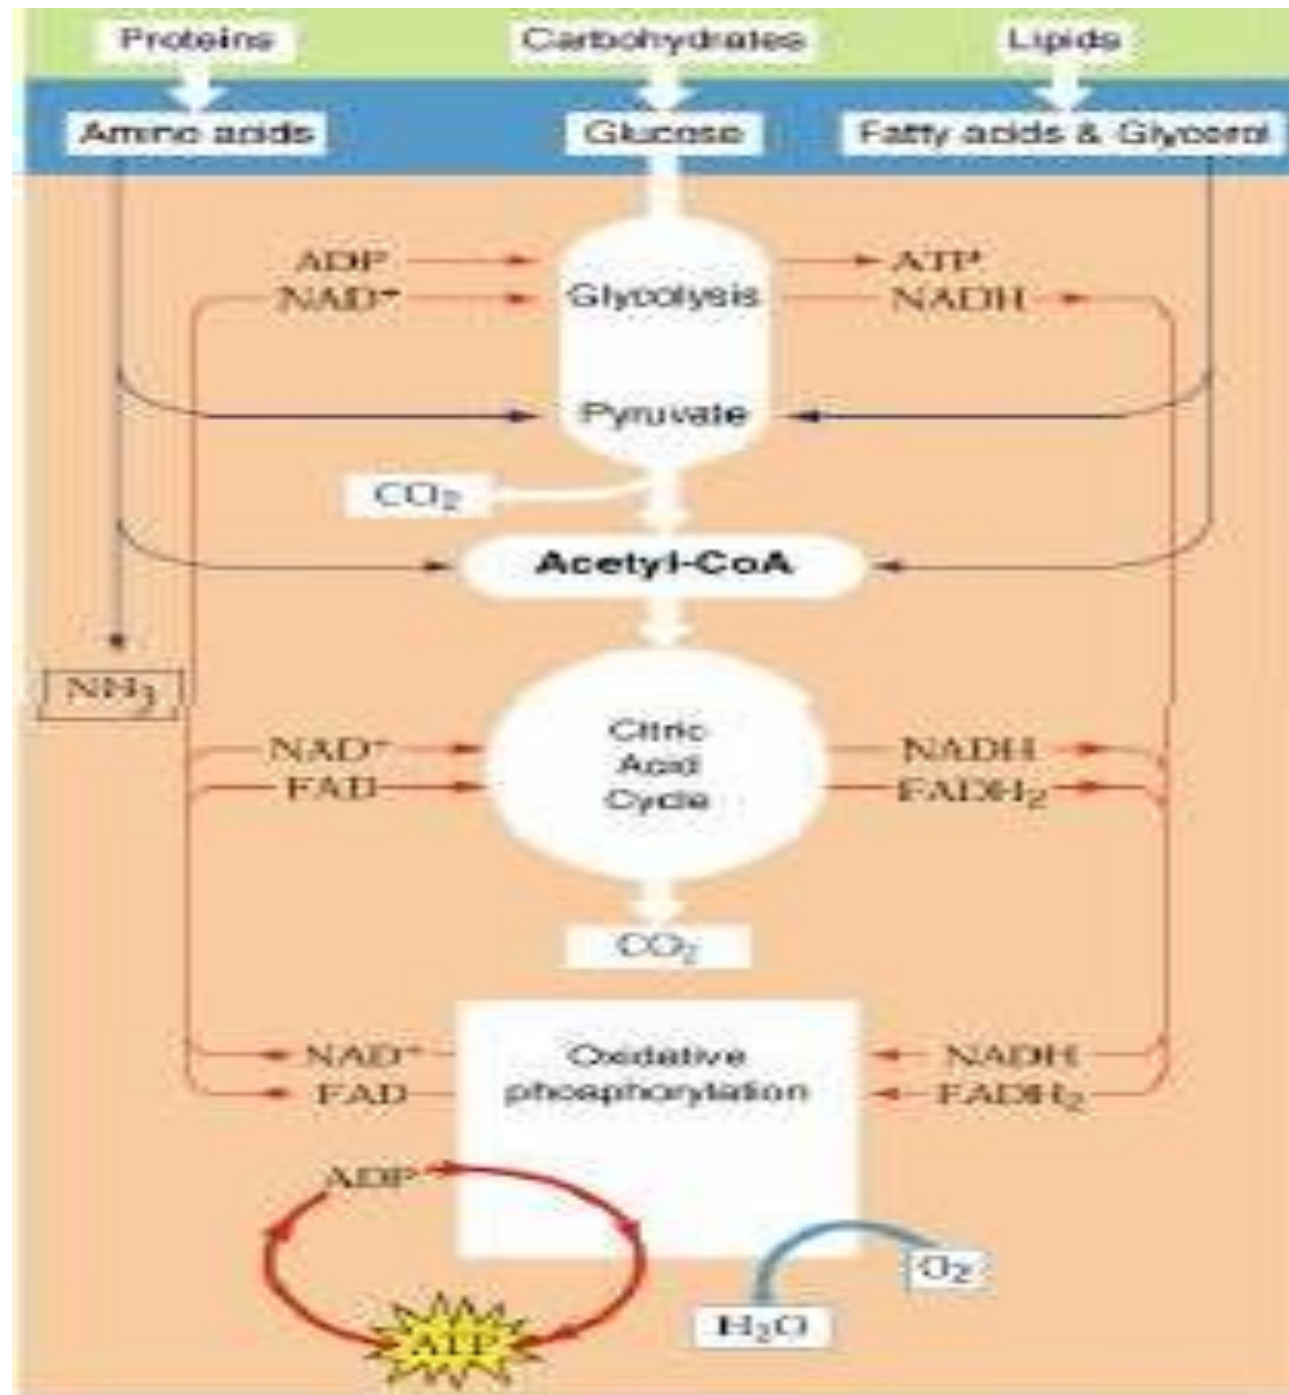 Proteins
Carbohydrates
Lipids
Amino acids
Glucose
Fatty acids & Glycerol
ADP
ATP
NAD⁺
Glycolysis
NADH
Pyruvate
CO₂
Acetyl-CoA
NH₃
Citric
Acid
Cycle
NAD⁺
NADH
FAD
FADH₂
CO₂
NAD⁺
Oxidative
NADH
FAD
phosphorylation
FADH₂
ADP
O₂
H₂O
ATP